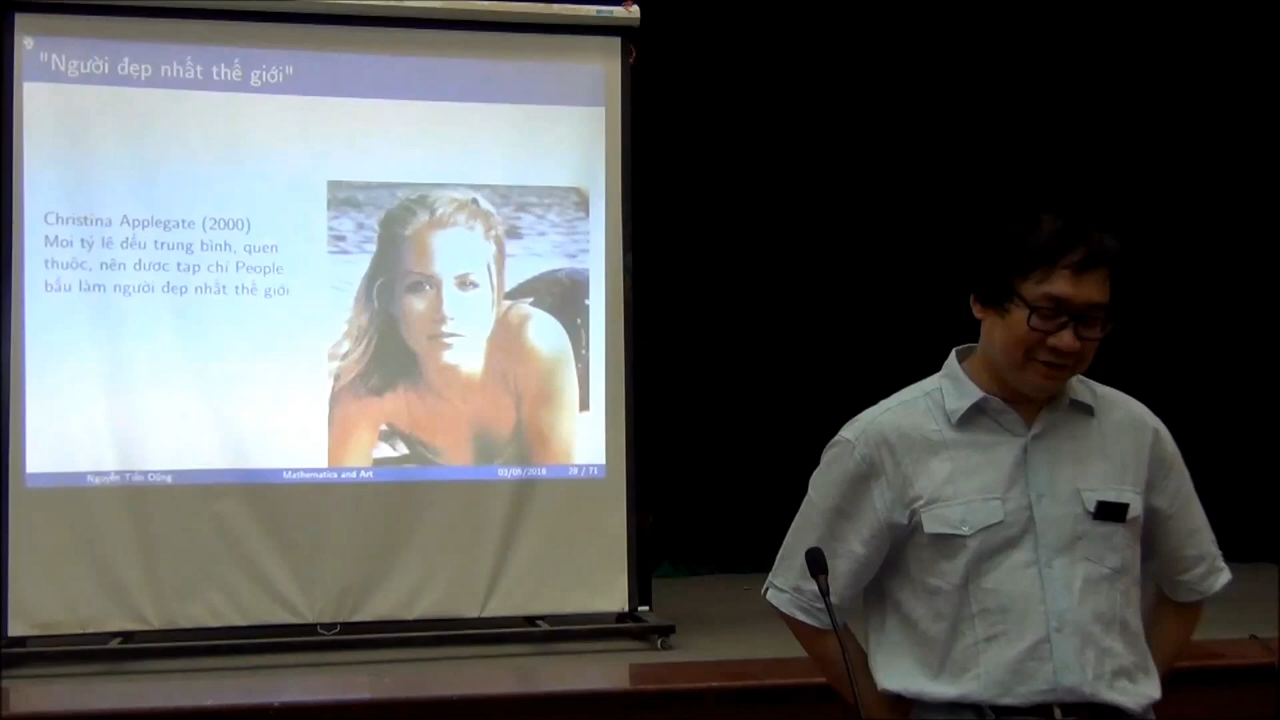 "Người đẹp nhất thế giới"
Christina Applegate (2000)
Mọi tỷ lệ đều trung bình, quen
thuộc, nên được tạp chí People
bầu làm người đẹp nhất thế giới
Nguyễn Tiến Dũng Mathematics and Art 03/05/2018 28 / 71